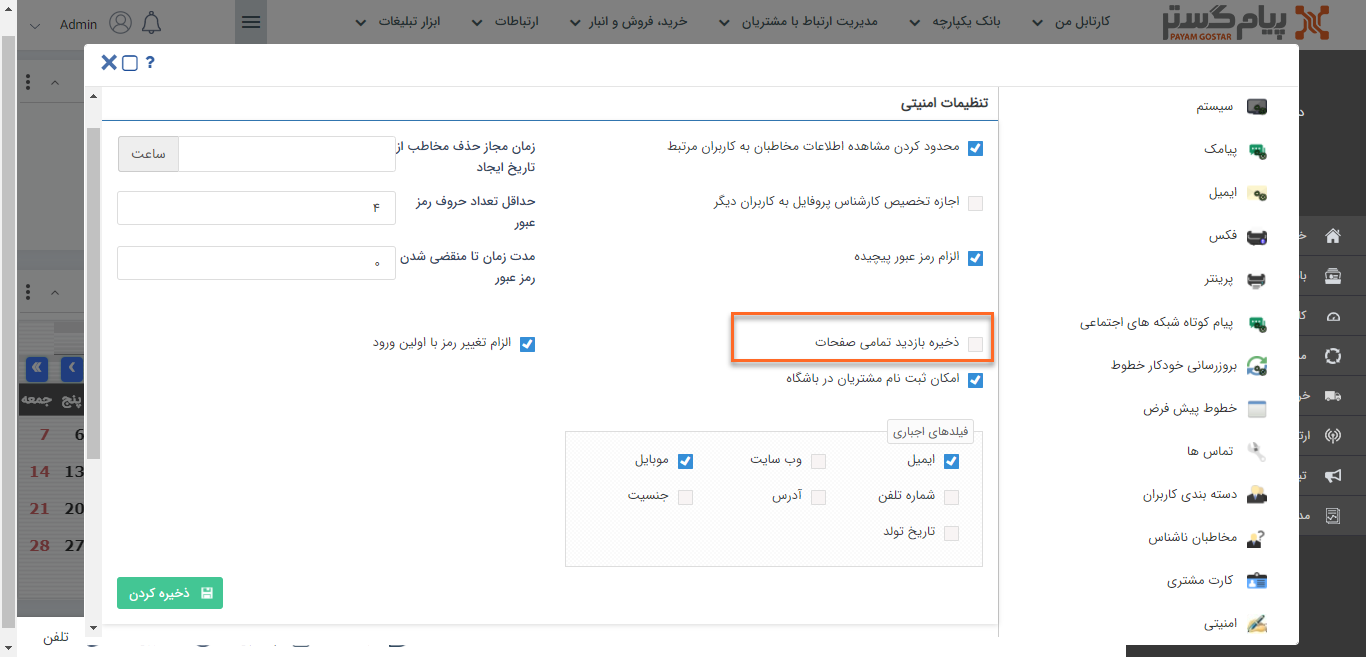 پیام گستر
PAYAM GOSTAR
کارتابل من
بانک یکپارچه
مدیریت ارتباط با مشتریان
خرید، فروش و انبار
ارتباطات
ابزار تبلیغات
Admin
?
سیستم
پیامک
ایمیل
فکس
پرینتر
پیام کوتاه شبکه های اجتماعی
بروزرسانی خودکار خطوط
خطوط پیش فرض
تماس ها
دسته بندی کاربران
مخاطبان ناشناس
کارت مشتری
امنیتی
تنظیمات امنیتی
محدود کردن مشاهده اطلاعات مخاطبان به کاربران مرتبط
زمان مجاز حذف مخاطب از
تاریخ ایجاد
ساعت
اجازه تخصیص کارشناس پروفایل به کاربران دیگر
حداقل تعداد حروف رمز
عبور
۴
الزام رمز عبور پیچیده
مدت زمان تا منقضی شدن
رمز عبور
۰
ذخیره بازدید تمامی صفحات
الزام تغییر رمز با اولین ورود
امکان ثبت نام مشتریان در باشگاه
فیلدهای اجباری
ایمیل
وب سایت
موبایل
شماره تلفن
آدرس
جنسیت
تاریخ تولد
ذخیره کردن
پنج
جمعه
6 7
13 14
20 21
27 28
تلفن